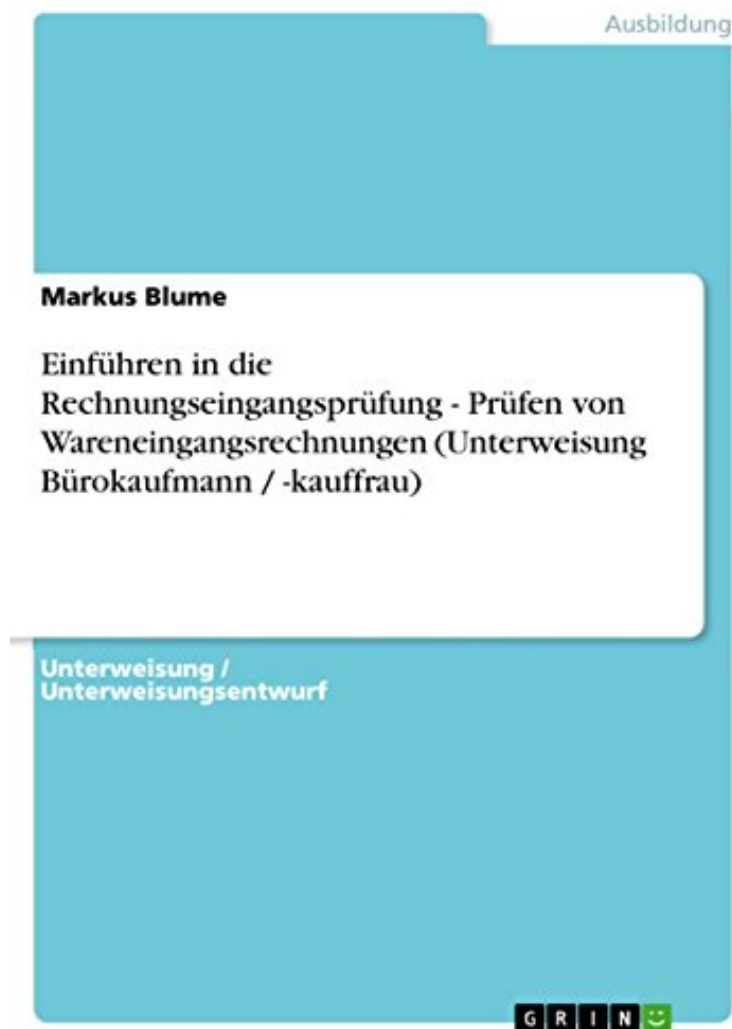 Ausbildung
Markus Blume
Einführen in die
Rechnungseingangsprüfung - Prüfen von
Wareneingangsrechnungen (Unterweisung
Bürokaufmann / -kauffrau)
Unterweisung /
Unterweisungsentwurf
GRIN